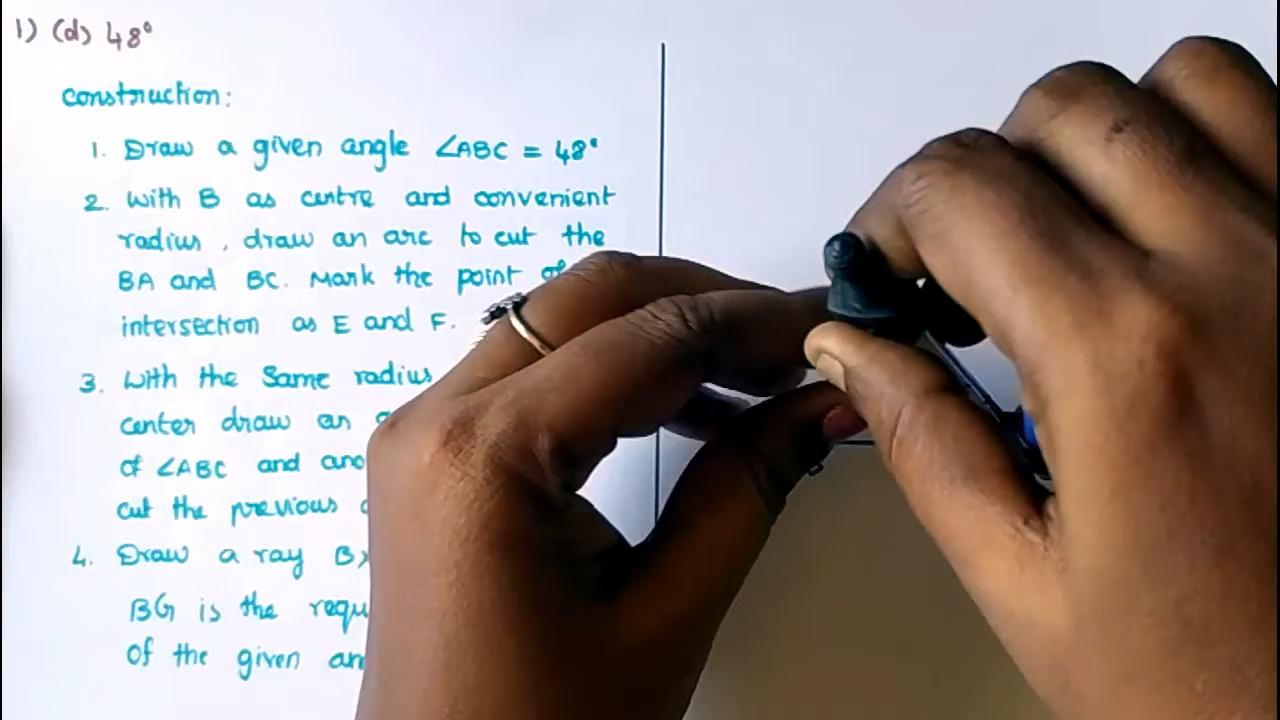 1) (d) 48°
Construction:
1. Draw a given angle ∠ABC = 48°
2. With B as centre and convenient
radius, draw an arc to cut the
BA and BC. Mark the point of
intersection as E and F.
3. With the same radius
center draw an
of ∠ABC and
cut the previous
4. Draw a ray
BG is the
of the given